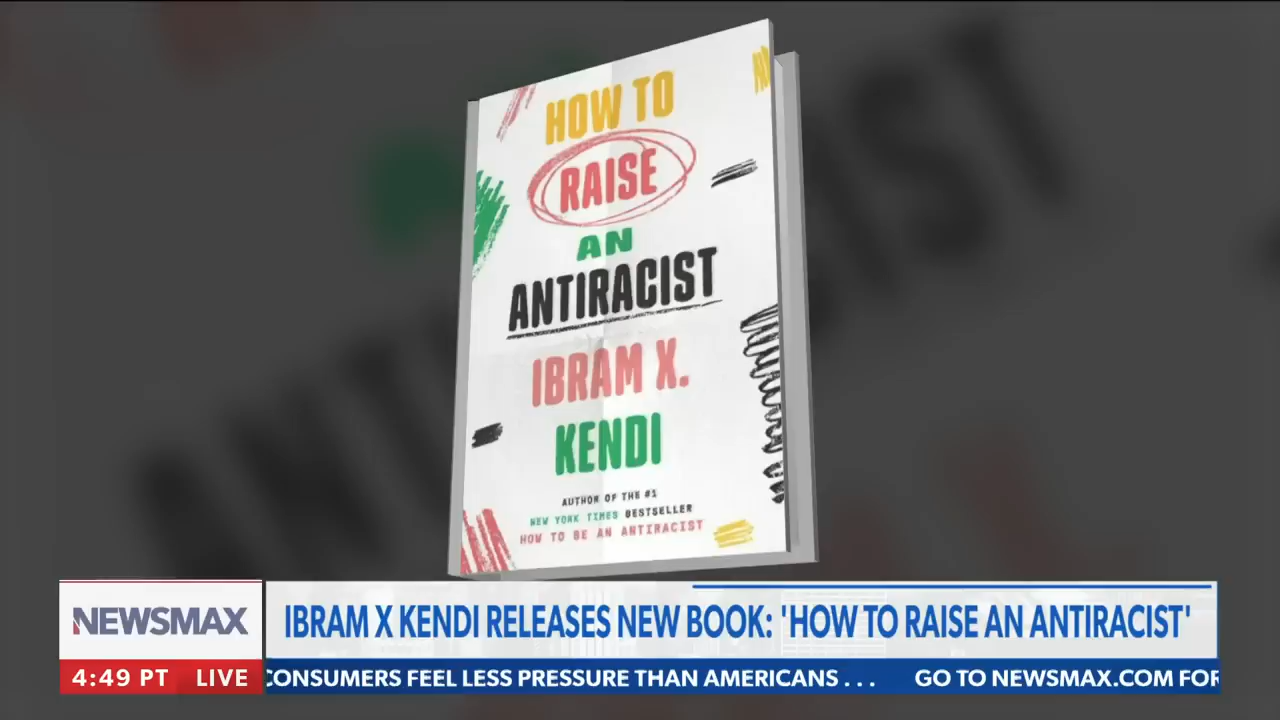 HOW TO
RAISE
AN
ANTIRACIST
IBRAM X.
KENDI
AUTHOR OF THE #1
NEW YORK TIMES BESTSELLER
HOW TO BE AN ANTIRACIST
NEWSMAX
IBRAM X KENDI RELEASES NEW BOOK: 'HOW TO RAISE AN ANTIRACIST'
4:49 PT LIVE
CONSUMERS FEEL LESS PRESSURE THAN AMERICANS . . . GO TO NEWSMAX.COM FOR